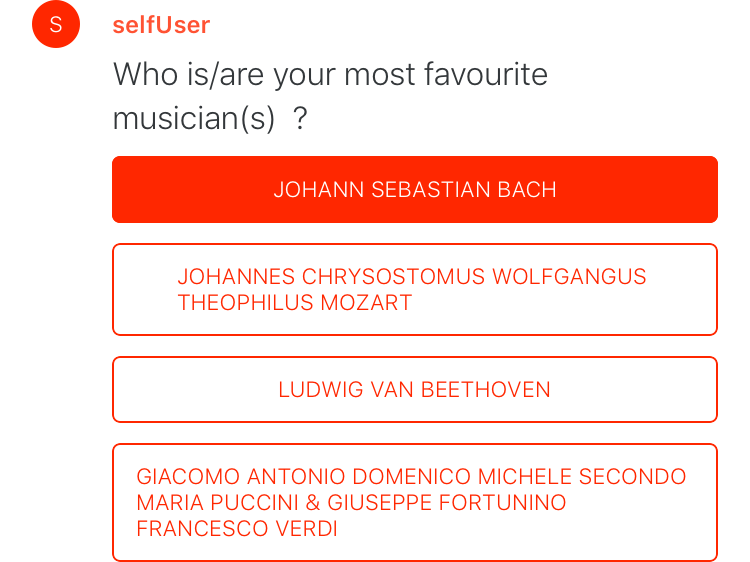 S
selfUser
Who is/are your most favourite
musician(s)  ?
JOHANN SEBASTIAN BACH
JOHANNES CHRYSOSTOMUS WOLFGANGUS
THEOPHILUS MOZART
LUDWIG VAN BEETHOVEN
GIACOMO ANTONIO DOMENICO MICHELE SECONDO
MARIA PUCCINI & GIUSEPPE FORTUNINO
FRANCESCO VERDI